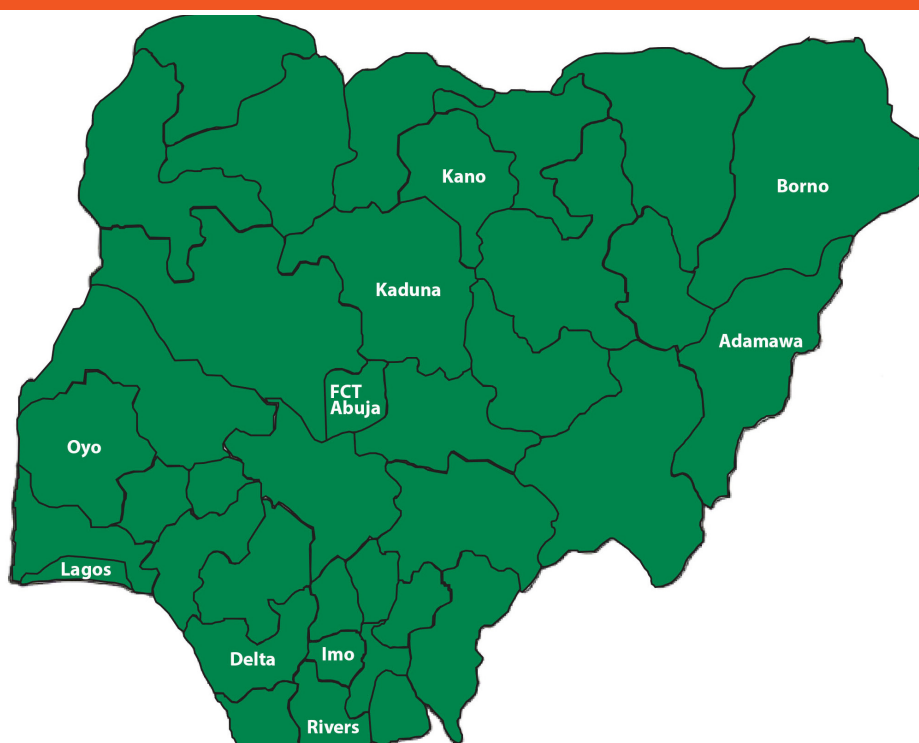 Kano
Borno
Kaduna
Adamawa
FCT
Abuja
Oyo
Lagos
Delta
Imo
Rivers